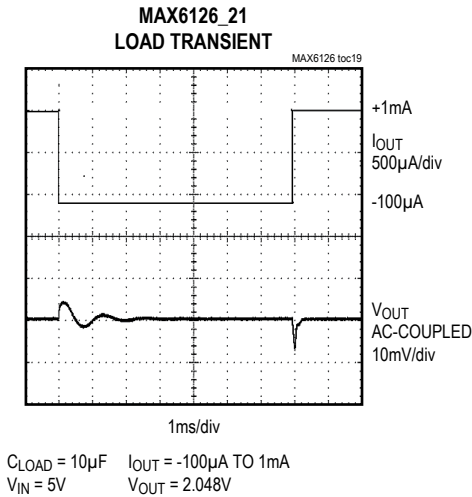 MAX6126_21
LOAD TRANSIENT
MAX6126 toc19
+1mA
IOUT
500µA/div
-100µA
VOUT
AC-COUPLED
10mV/div
1ms/div
CLOAD = 10µF IOUT = -100µA TO 1mA
VIN = 5V VOUT = 2.048V